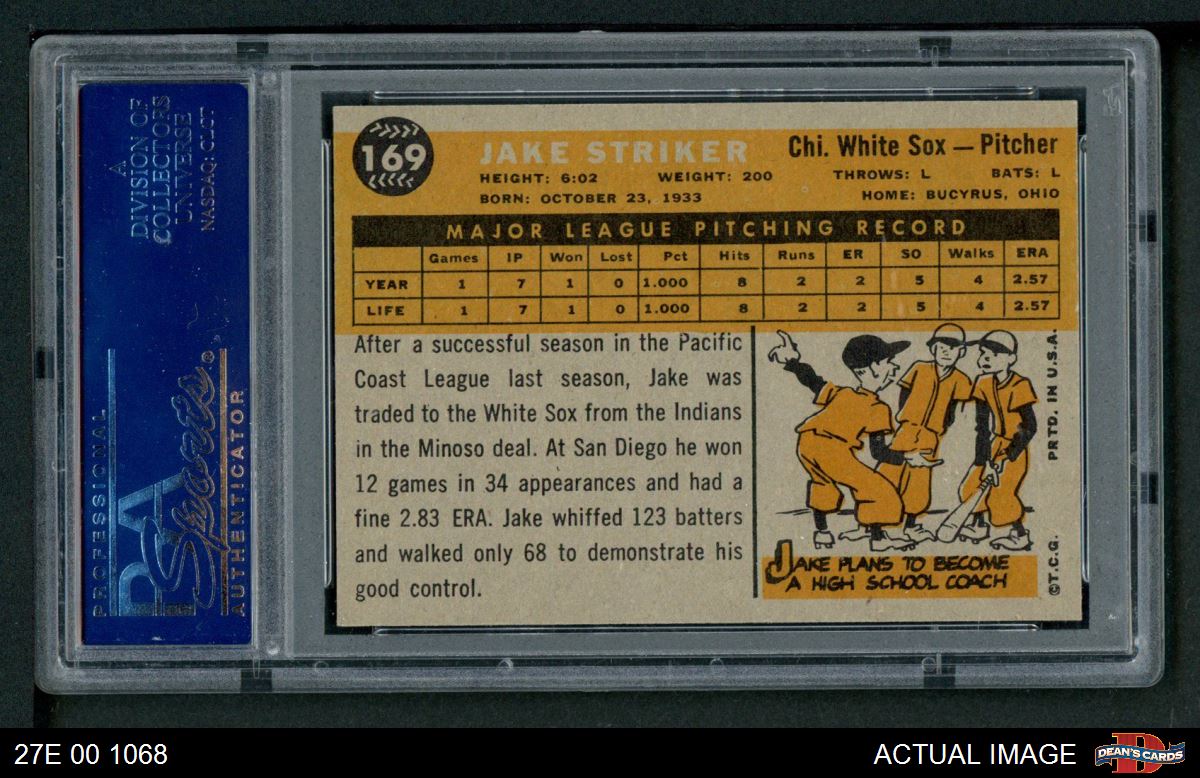 A
DIVISION OF
COLLECTORS
UNIVERSE
NASDAQ: CLCT
PROFESSIONAL
PSA
Sports®
AUTHENTICATOR
169
JAKE STRIKER
Chi. White Sox — Pitcher
HEIGHT: 6:02 WEIGHT: 200 THROWS: L BATS: L
BORN: OCTOBER 23, 1933 HOME: BUCYRUS, OHIO
MAJOR LEAGUE PITCHING RECORD
Games IP Won Lost Pct Hits Runs ER SO Walks ERA
YEAR 1 7 1 0 1.000 8 2 2 5 4 2.57
LIFE 1 7 1 0 1.000 8 2 2 5 4 2.57
After a successful season in the Pacific
Coast League last season, Jake was
traded to the White Sox from the Indians
in the Minoso deal. At San Diego he won
12 games in 34 appearances and had a
fine 2.83 ERA. Jake whiffed 123 batters
and walked only 68 to demonstrate his
good control.
JAKE PLANS TO BECOME
A HIGH SCHOOL COACH
©T.C.G. PRTD. IN U.S.A.
27E 00 1068
ACTUAL IMAGE
D
DEAN'S CARDS